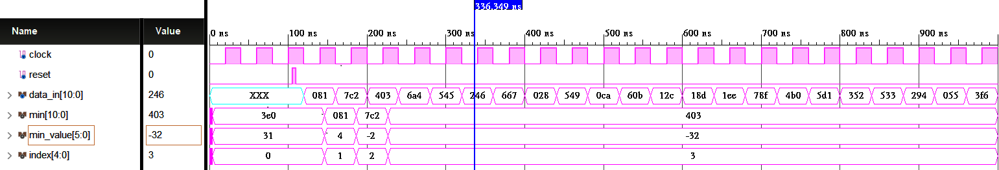 336.349 ns
Name Value 0 ns 100 ns 200 ns 300 ns 400 ns 500 ns 600 ns 700 ns 800 ns 900 ns
clock 0
reset 0
data_in[10:0] 246 XXX 081 7c2 403 6a4 545 246 667 028 549 0ca 60b 12c 18d 1ee 78f 4b0 5d1 352 533 294 055 3f6
min[10:0] 403 3e0 081 7c2 403
min_value[5:0] -32 31 4 -2 -32
index[4:0] 3 0 1 2 3